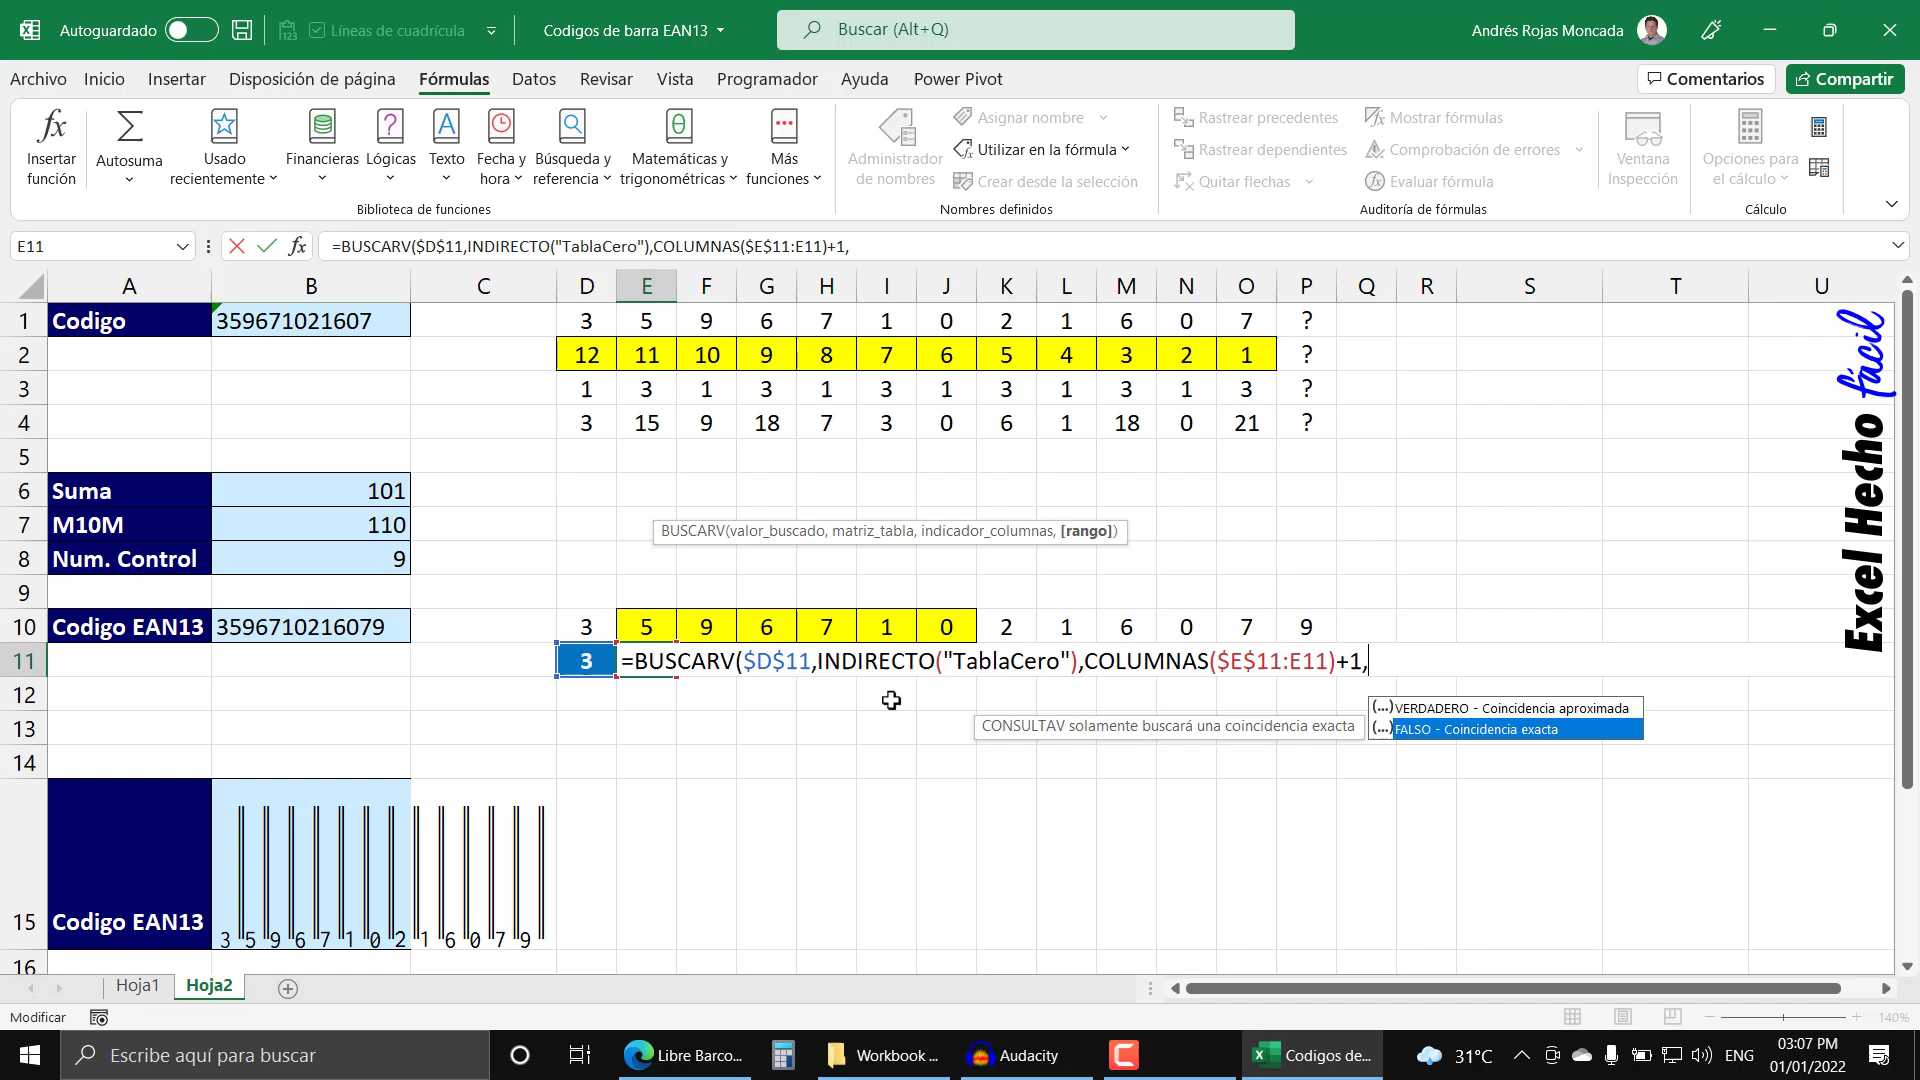 Autoguardado
Líneas de cuadrícula
Codigos de barra EAN13
Buscar (Alt+Q)
Andrés Rojas Moncada
Archivo Inicio Insertar Disposición de página Fórmulas Datos Revisar Vista Programador Ayuda Power Pivot
Comentarios Compartir
Insertar función
Autosuma
Usado recientemente
Financieras
Lógicas
Texto
Fecha y hora
Búsqueda y referencia
Matemáticas y trigonométricas
Más funciones
Biblioteca de funciones
Administrador de nombres
Asignar nombre
Utilizar en la fórmula
Crear desde la selección
Nombres definidos
Rastrear precedentes
Rastrear dependientes
Quitar flechas
Mostrar fórmulas
Comprobación de errores
Evaluar fórmula
Auditoría de fórmulas
Ventana Inspección
Opciones para el cálculo
Cálculo
E11
fx
=BUSCARV($D$11,INDIRECTO("TablaCero"),COLUMNAS($E$11:E11)+1,
A B C D E F G H I J K L M N O P Q R S T U
1 Codigo 359671021607 3 5 9 6 7 1 0 2 1 6 0 7 ?
2 12 11 10 9 8 7 6 5 4 3 2 1 ?
3 1 3 1 3 1 3 1 3 1 3 1 3 ?
4 3 15 9 18 7 3 0 6 1 18 0 21 ?
5
6 Suma 101
7 M10M 110
BUSCARV(valor_buscado, matriz_tabla, indicador_columnas, [rango])
8 Num. Control 9
9
10 Codigo EAN13 3596710216079 3 5 9 6 7 1 0 2 1 6 0 7 9
11 3 =BUSCARV($D$11,INDIRECTO("TablaCero"),COLUMNAS($E$11:E11)+1,
12
(...)VERDADERO - Coincidencia aproximada
13
CONSULTAV solamente buscará una coincidencia exacta
(...)FALSO - Coincidencia exacta
14
15 Codigo EAN13 3 5 9 6 7 1 0 2 1 6 0 7 9
16
Excel Hecho fácil
Hoja1 Hoja2
Modificar
140%
Escribe aquí para buscar
Libre Barco...
Workbook ...
Audacity
Codigos de...
31°C
ENG
03:07 PM
01/01/2022